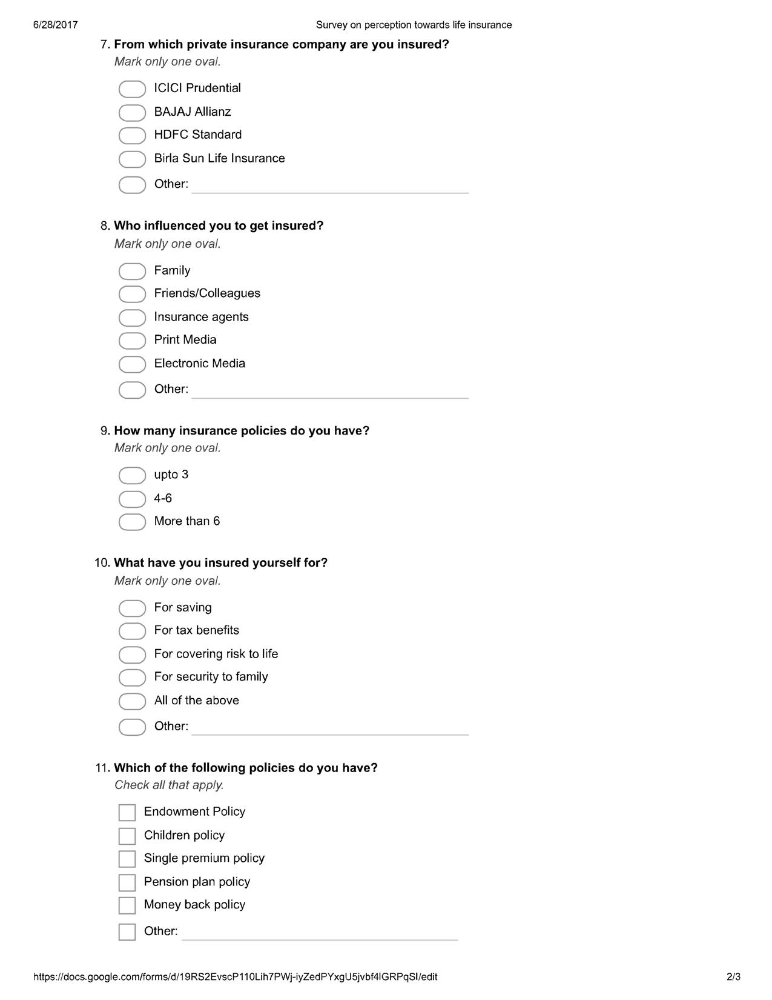 6/28/2017 Survey on perception towards life insurance
7. From which private insurance company are you insured?
Mark only one oval.
ICICI Prudential
BAJAJ Allianz
HDFC Standard
Birla Sun Life Insurance
Other:
8. Who influenced you to get insured?
Mark only one oval.
Family
Friends/Colleagues
Insurance agents
Print Media
Electronic Media
Other:
9. How many insurance policies do you have?
Mark only one oval.
upto 3
4-6
More than 6
10. What have you insured yourself for?
Mark only one oval.
For saving
For tax benefits
For covering risk to life
For security to family
All of the above
Other:
11. Which of the following policies do you have?
Check all that apply.
Endowment Policy
Children policy
Single premium policy
Pension plan policy
Money back policy
Other:
https://docs.google.com/forms/d/19RS2EvscP110Lih7PWj-iyZedPYxgU5jvbf4lGRPqSI/edit 2/3